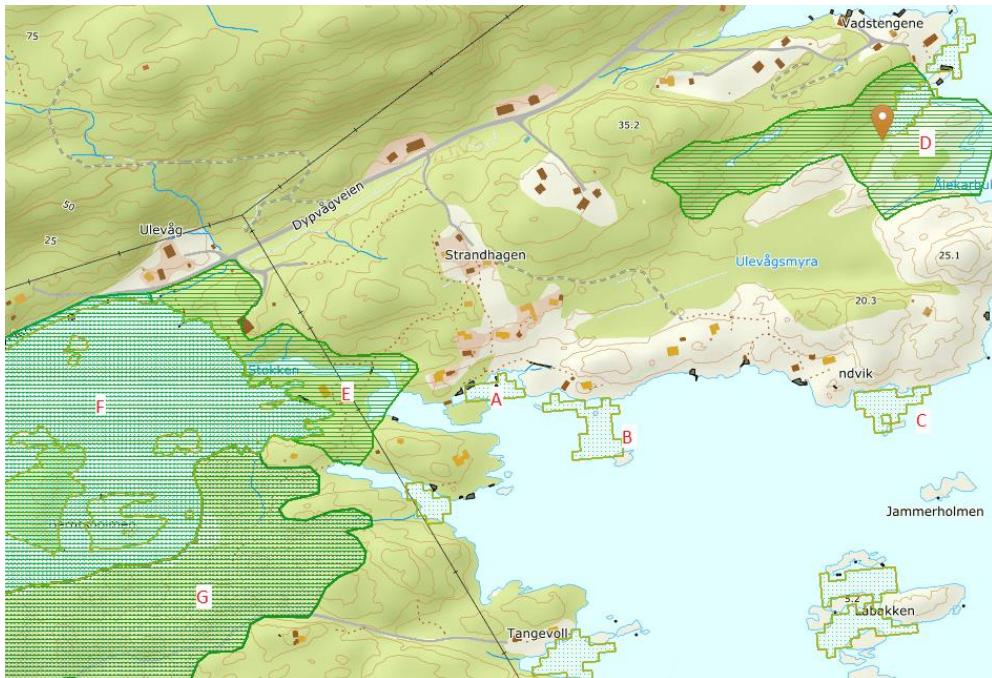 Vadstengene
75
35.2
D
Ålekarbuk
50
Dypvågveien
Ulevåg
25
Strandhagen
Ulevågsmyra
25.1
20.3
Stokken
ndvik
F
E
A
B
C
Jammerholmen
G
5.2
Låbakken
Tangevoll